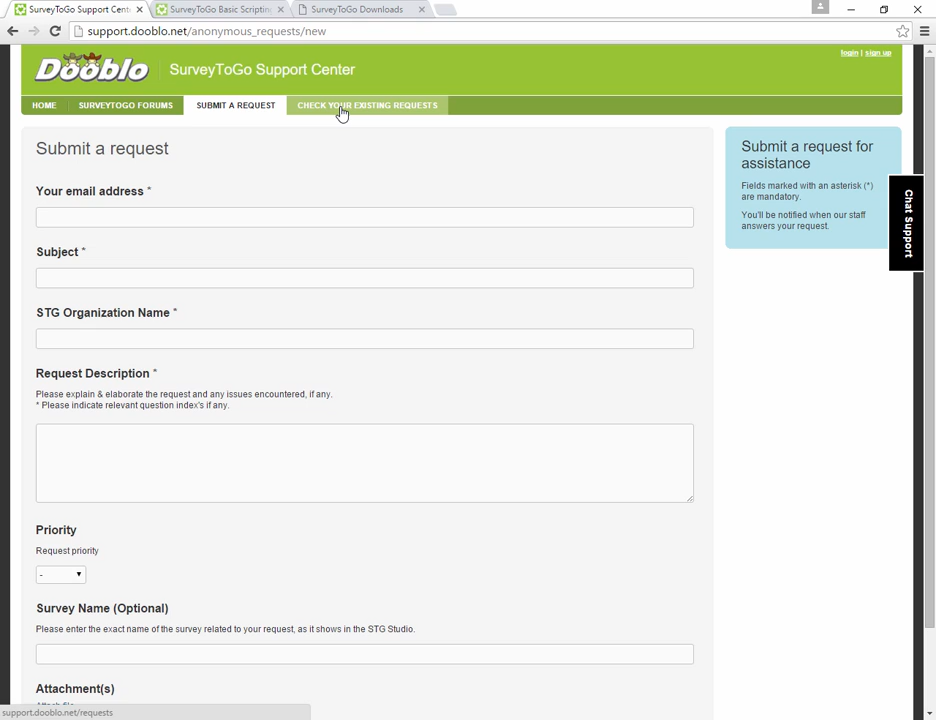 SurveyToGo Support Cent
SurveyToGo Basic Scripting
SurveyToGo Downloads
support.dooblo.net/anonymous_requests/new
login | sign up
Dooblo
SurveyToGo Support Center
HOME
SURVEYTOGO FORUMS
SUBMIT A REQUEST
CHECK YOUR EXISTING REQUESTS
Submit a request
Your email address *
Subject *
STG Organization Name *
Request Description *
Please explain & elaborate the request and any issues encountered, if any.
* Please indicate relevant question index's if any.
Priority
Request priority
-
Survey Name (Optional)
Please enter the exact name of the survey related to your request, as it shows in the STG Studio.
Attachment(s)
Attach file
Submit a request for
assistance
Fields marked with an asterisk (*)
are mandatory.
You'll be notified when our staff
answers your request.
Chat Support
support.dooblo.net/requests